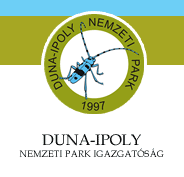 DUNA-IPOLY NEMZETI PARK
1997
DUNA-IPOLY
NEMZETI PARK IGAZGATÓSÁG